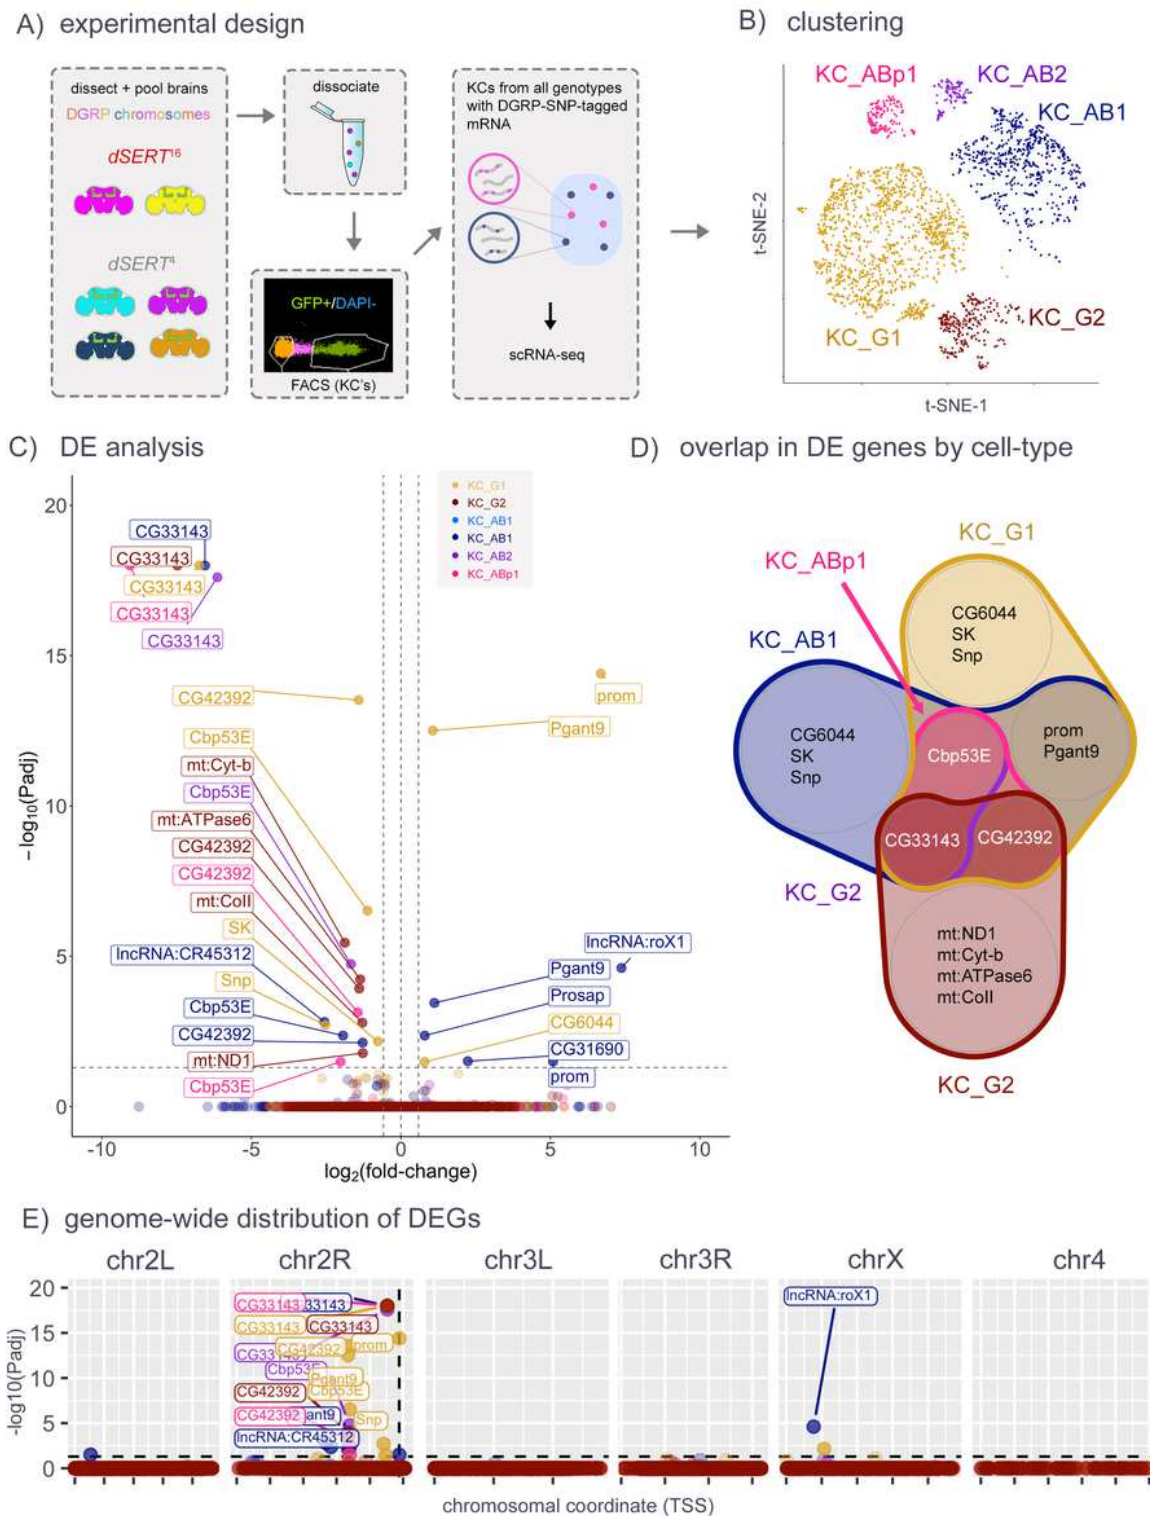 A) experimental design
dissect + pool brains
DGRP chromosomes
dSERT16
dSERT4
dissociate
GFP+/DAPI-
FACS (KC's)
KCs from all genotypes
with DGRP-SNP-tagged
mRNA
scRNA-seq
B) clustering
KC_ABp1
KC_AB2
KC_AB1
KC_G1
KC_G2
t-SNE-2
t-SNE-1
C) DE analysis
KC_G1
KC_G2
KC_AB1
KC_AB1
KC_AB2
KC_ABp1
20
15
10
5
0
-log10(Padj)
CG33143
CG33143
CG33143
CG33143
CG33143
CG42392
Cbp53E
mt:Cyt-b
Cbp53E
mt:ATPase6
CG42392
CG42392
mt:CoII
SK
lncRNA:CR45312
Snp
Cbp53E
CG42392
mt:ND1
Cbp53E
prom
Pgant9
lncRNA:roX1
Pgant9
Prosap
CG6044
CG31690
prom
-10
-5
0
5
10
log2(fold-change)
D) overlap in DE genes by cell-type
KC_G1
KC_ABp1
KC_AB1
CG6044
SK
Snp
CG6044
SK
Snp
prom
Pgant9
Cbp53E
CG33143
CG42392
KC_G2
mt:ND1
mt:Cyt-b
mt:ATPase6
mt:CoII
KC_G2
E) genome-wide distribution of DEGs
chr2L
chr2R
chr3L
chr3R
chrX
chr4
20
15
10
5
0
-log10(Padj)
CG33143
33143
CG33143
CG33143
CG42392
prom
Cbp53E
Pgant9
CG42392
Cbp53E
CG42392
ant9
Snp
lncRNA:CR45312
lncRNA:roX1
chromosomal coordinate (TSS)